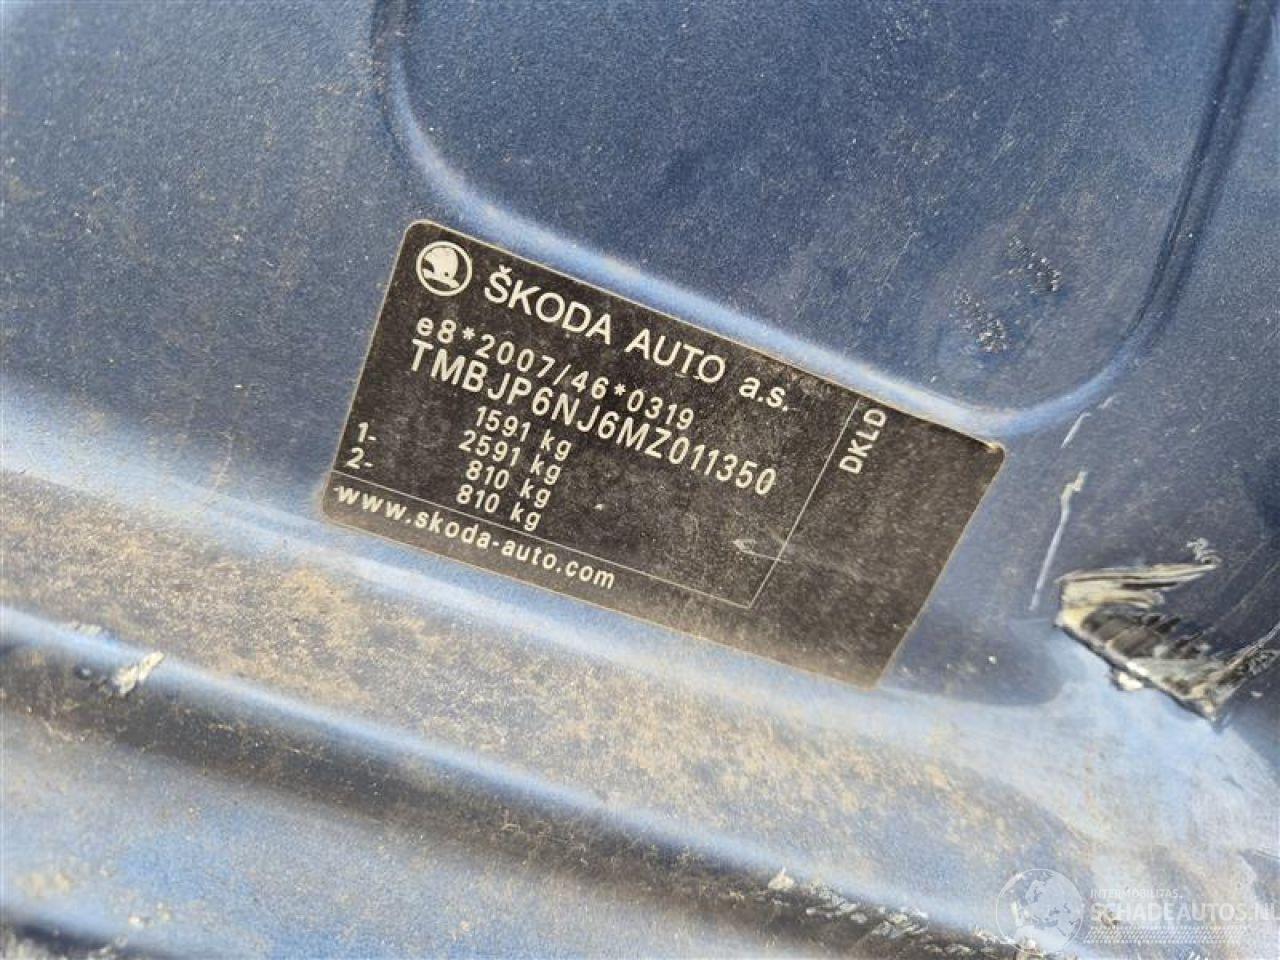 ŠKODA AUTO a.s.
e8*2007/46*0319
TMBJP6NJ6MZ011350
1591 kg
2591 kg
1- 810 kg
2- 810 kg
www.skoda-auto.com
DKLD
INTERMOBILITAS
SCHADEAUTOS.NL